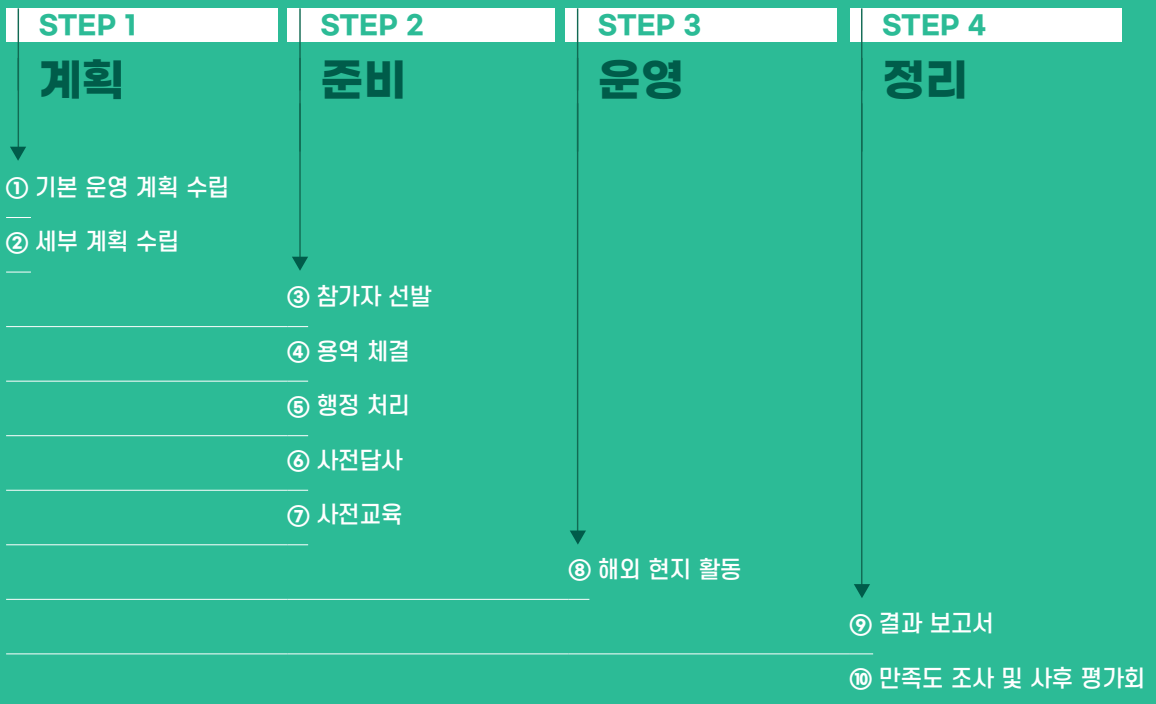 STEP 1
계획
STEP 2
준비
STEP 3
운영
STEP 4
정리
① 기본 운영 계획 수립
② 세부 계획 수립
③ 참가자 선발
④ 용역 체결
⑤ 행정 처리
⑥ 사전답사
⑦ 사전교육
⑧ 해외 현지 활동
⑨ 결과 보고서
⑩ 만족도 조사 및 사후 평가회